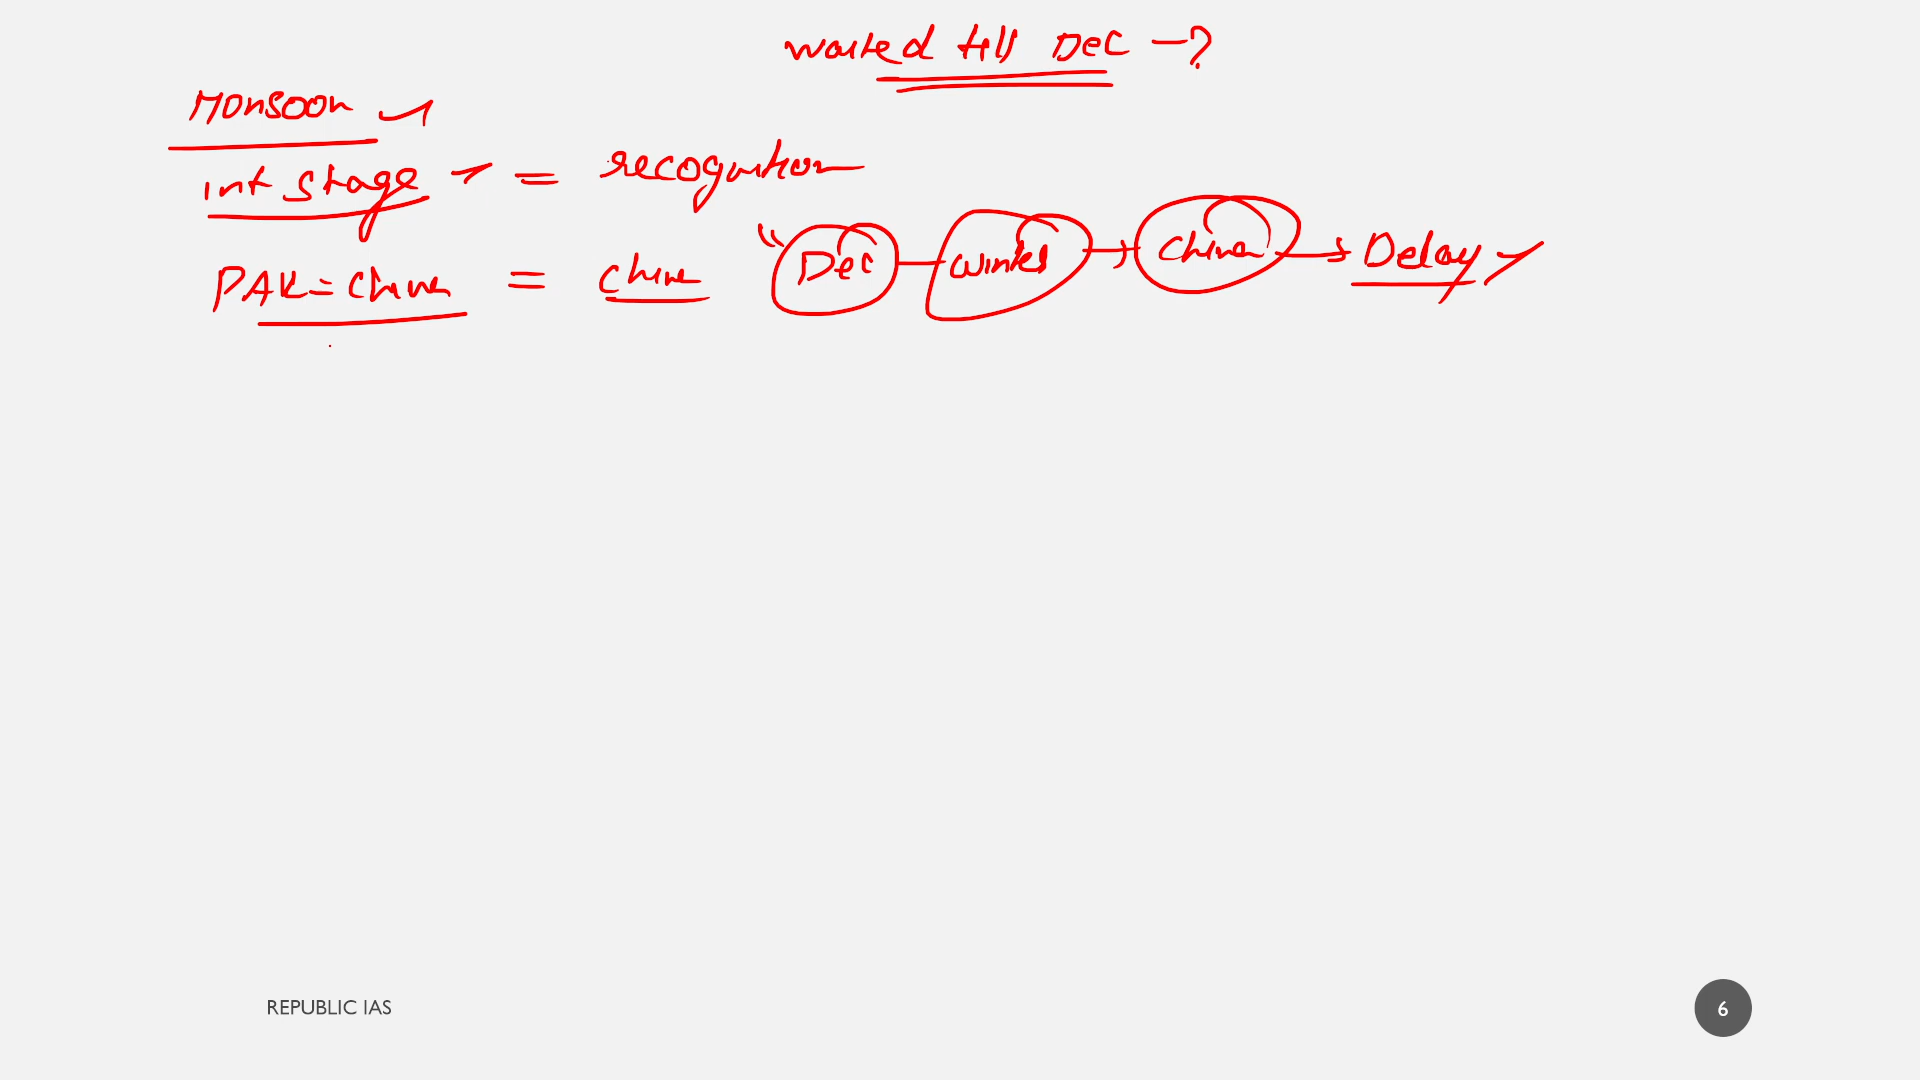 waited till Dec - ?
Monsoon ✓
int stage ✓ = recognition
PAK = China = China " Dec - winter → China → Delay ✓
REPUBLIC IAS
6